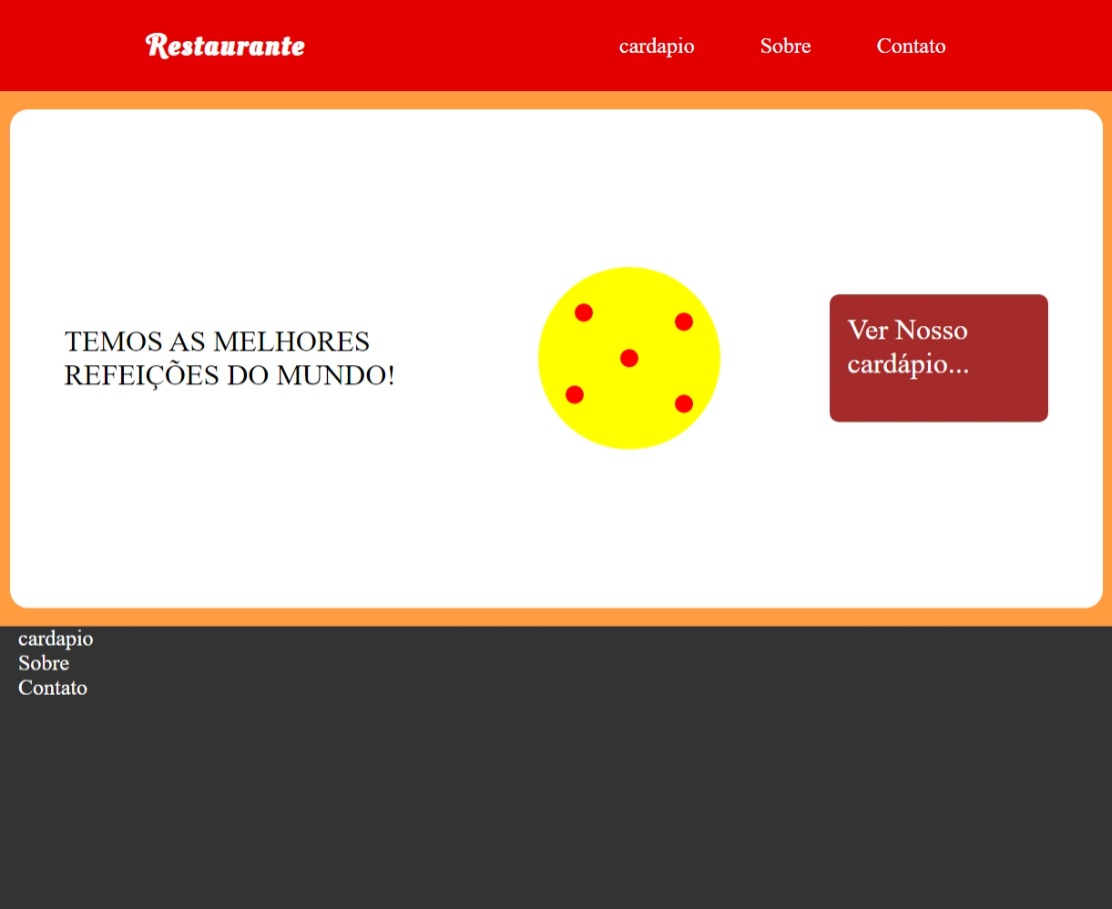 Restaurante
cardapio Sobre Contato
TEMOS AS MELHORES
REFEIÇÕES DO MUNDO!
Ver Nosso
cardápio...
cardapio
Sobre
Contato